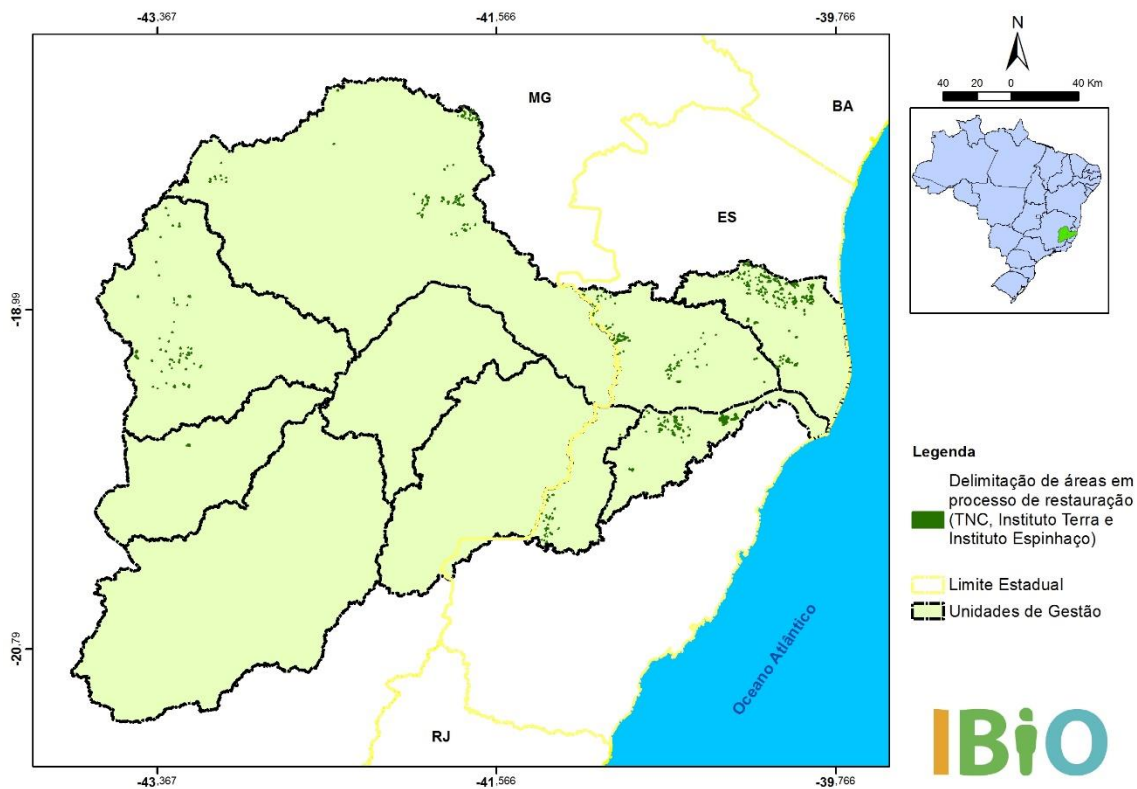 -43.367
-41.566
-39.766
N
40 20 0 40 Km
MG
BA
ES
-18.99
-20.79
RJ
Oceano Atlântico
-43.367
-41.566
-39.766
Legenda
Delimitação de áreas em
processo de restauração
(TNC, Instituto Terra e
Instituto Espinhaço)
Limite Estadual
Unidades de Gestão
IBiO